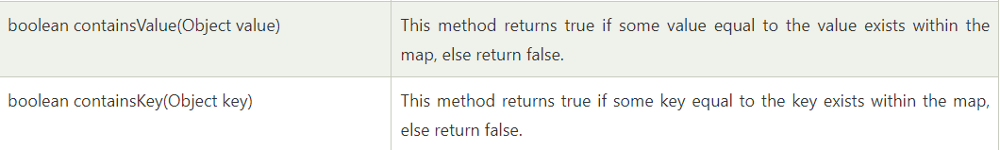 boolean containsValue(Object value)
This method returns true if some value equal to the value exists within the
map, else return false.
boolean containsKey(Object key)
This method returns true if some key equal to the key exists within the map,
else return false.